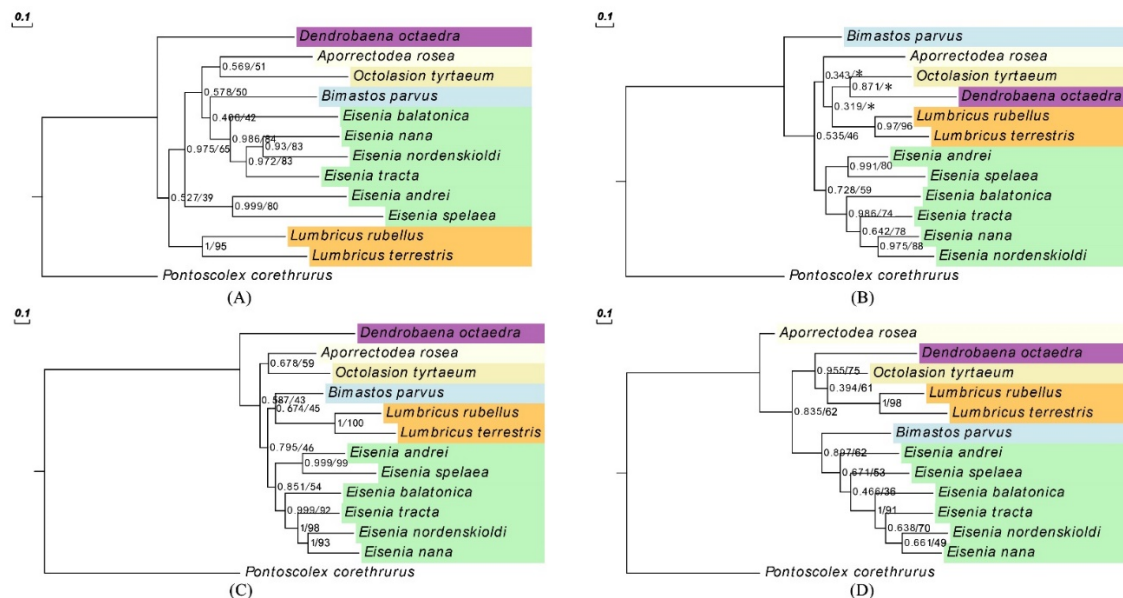 0.1
Dendrobaena octaedra
Aporrectodea rosea
0.569/51
Octolasion tyrtaeum
0.578/50
Bimastos parvus
0.406/42
Eisenia balatonica
0.986/84
Eisenia nana
0.975/65
0.93/83
Eisenia nordenskioldi
0.972/83
Eisenia tracta
0.527/39
Eisenia andrei
0.999/80
Eisenia spelaea
Lumbricus rubellus
1/95
Lumbricus terrestris
Pontoscolex corethrurus
(A)
0.1
Bimastos parvus
Aporrectodea rosea
0.343/*
Octolasion tyrtaeum
0.871/*
Dendrobaena octaedra
0.319/*
Lumbricus rubellus
0.97/96
0.535/46
Lumbricus terrestris
Eisenia andrei
0.991/80
Eisenia spelaea
0.728/59
Eisenia balatonica
0.986/74
Eisenia tracta
0.642/78
Eisenia nana
0.975/88
Eisenia nordenskioldi
Pontoscolex corethrurus
(B)
0.1
Dendrobaena octaedra
Aporrectodea rosea
0.678/59
Octolasion tyrtaeum
Bimastos parvus
0.587/43
0.674/45
Lumbricus rubellus
1/100
Lumbricus terrestris
0.795/46
Eisenia andrei
0.999/99
Eisenia spelaea
0.851/54
Eisenia balatonica
0.999/92
Eisenia tracta
1/98
Eisenia nordenskioldi
1/93
Eisenia nana
Pontoscolex corethrurus
(C)
0.1
Aporrectodea rosea
Dendrobaena octaedra
0.955/75
Octolasion tyrtaeum
0.394/61
Lumbricus rubellus
1/98
0.835/62
Lumbricus terrestris
Bimastos parvus
0.897/62
Eisenia andrei
0.671/53
Eisenia spelaea
0.466/36
Eisenia balatonica
1/91
Eisenia tracta
0.638/70
Eisenia nordenskioldi
0.661/49
Eisenia nana
Pontoscolex corethrurus
(D)